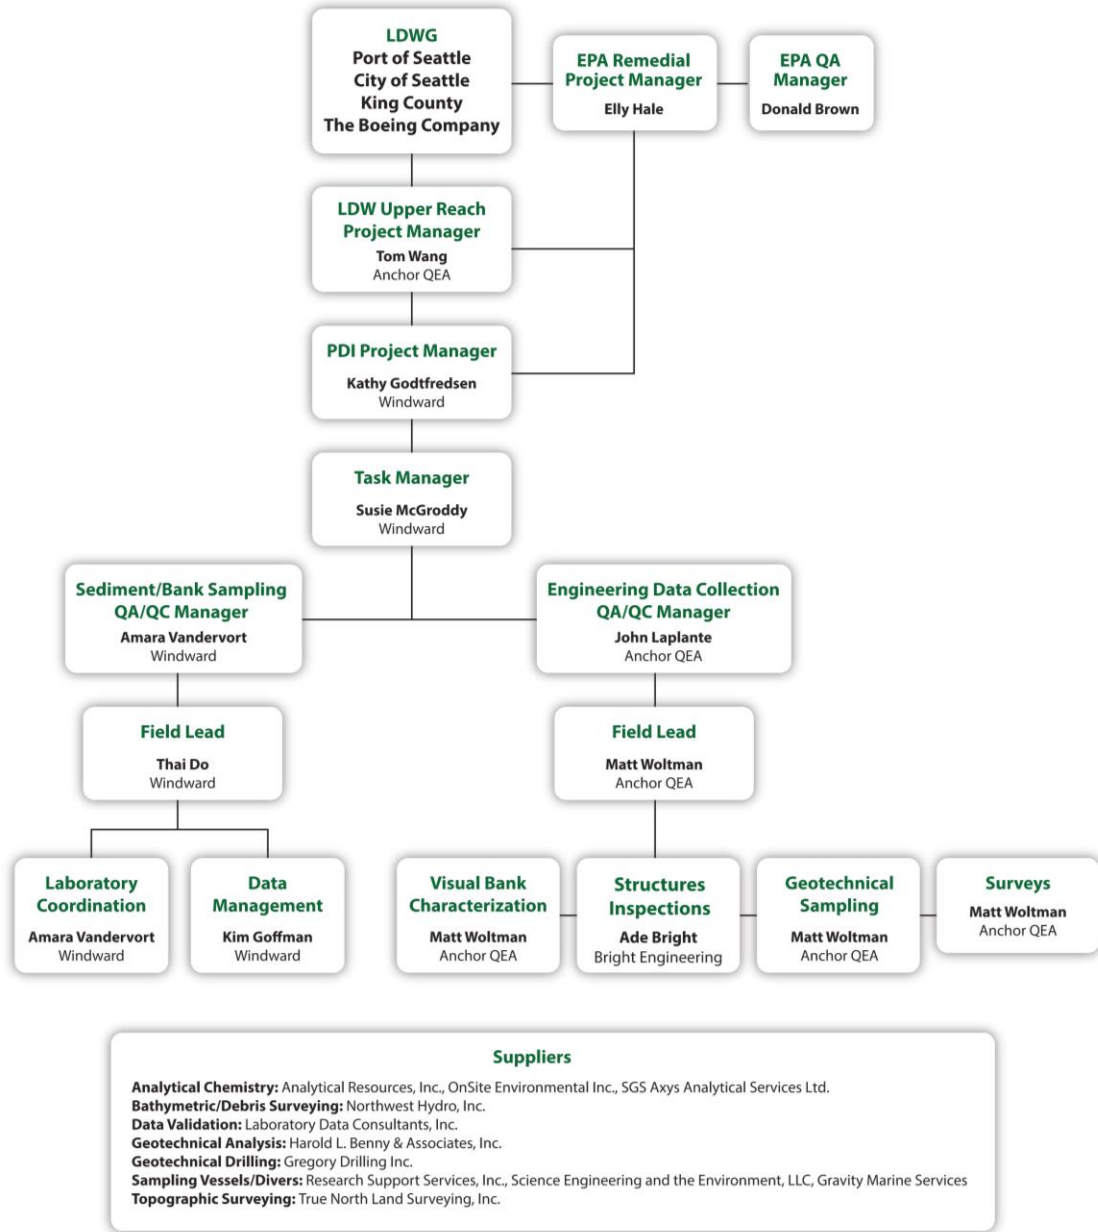 LDWG
Port of Seattle
City of Seattle
King County
The Boeing Company
EPA Remedial
Project Manager
Elly Hale
EPA QA
Manager
Donald Brown
LDW Upper Reach
Project Manager
Tom Wang
Anchor QEA
PDI Project Manager
Kathy Godtfredsen
Windward
Task Manager
Susie McGroddy
Windward
Sediment/Bank Sampling
QA/QC Manager
Amara Vandervort
Windward
Engineering Data Collection
QA/QC Manager
John Laplante
Anchor QEA
Field Lead
Thai Do
Windward
Field Lead
Matt Woltman
Anchor QEA
Laboratory
Coordination
Amara Vandervort
Windward
Data
Management
Kim Goffman
Windward
Visual Bank
Characterization
Matt Woltman
Anchor QEA
Structures
Inspections
Ade Bright
Bright Engineering
Geotechnical
Sampling
Matt Woltman
Anchor QEA
Surveys
Matt Woltman
Anchor QEA
Suppliers
Analytical Chemistry: Analytical Resources, Inc., OnSite Environmental Inc., SGS Axys Analytical Services Ltd.
Bathymetric/Debris Surveying: Northwest Hydro, Inc.
Data Validation: Laboratory Data Consultants, Inc.
Geotechnical Analysis: Harold L. Benny & Associates, Inc.
Geotechnical Drilling: Gregory Drilling Inc.
Sampling Vessels/Divers: Research Support Services, Inc., Science Engineering and the Environment, LLC, Gravity Marine Services
Topographic Surveying: True North Land Surveying, Inc.